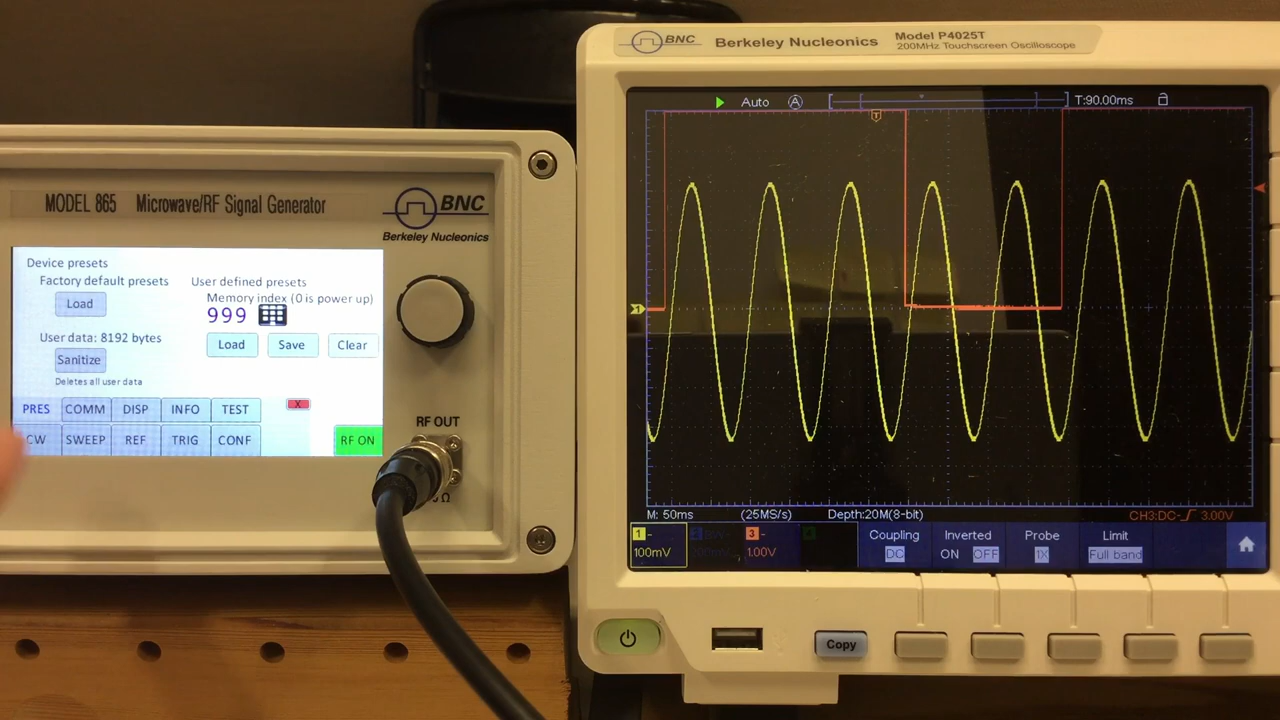 MODEL 865 Microwave/RF Signal Generator
BNC
Berkeley Nucleonics
Device presets
Factory default presets
Load
User data: 8192 bytes
Sanitize
Deletes all user data
User defined presets
Memory index (0 is power up)
999
Load Save Clear
PRES COMM DISP INFO TEST
X
CW SWEEP REF TRIG CONF
RF ON
RF OUT
Ω
BNC Berkeley Nucleonics
Model P4025T
200MHz Touchscreen Oscilloscope
Auto A T:90.00ms
T
1
M: 50ms (25MS/s) Depth:20M(8-bit) CH3:DC- 3.00V
1 100mV
3 1.00V
Coupling DC
Inverted ON OFF
Probe 1X
Limit Full band
Copy